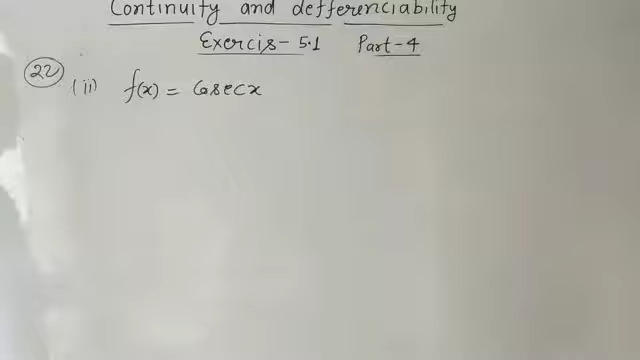 Continuity and defferenciability
Exercis-5.1 Part-4
22
(ii) f(x) = Cosecx